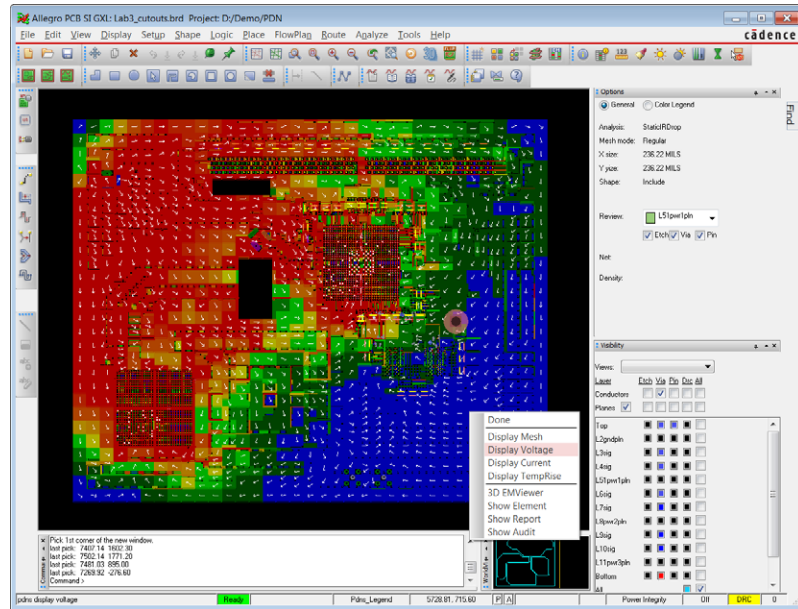 Allegro PCB SI GXL: Lab3_cutouts.brd Project: D:/Demo/PDN
File Edit View Display Setup Shape Logic Place FlowPlan Route Analyze Tools Help
cādence
Options
General Color Legend
Find
Analysis: StaticIRDrop
Mesh mode: Regular
X size: 236.22 MILS
Y size: 236.22 MILS
Shape: Include
Review: L51pwr1pln
Etch Via Pin
Net:
Density:
Visibility
Views:
Layer Etch Via Pin Drc All
Conductors
Planes
Top
L2gndpln
L3sig
L4sig
L51pwr1pln
L6sig
L7sig
L8pwr2pln
L9sig
L10sig
L11pwr3pln
Bottom
All
Done
Display Mesh
Display Voltage
Display Current
Display TempRise
3D EMViewer
Show Element
Show Report
Show Audit
Pick 1st corner of the new window.
last pick: 7407.14 1602.30
last pick: 7502.14 1771.20
last pick: 7481.03 895.00
last pick: 7269.92 -276.60
Command >
pdns display voltage Ready Pdns_Legend 5728.81, 715.60 P A Power Integrity Off DRC 0